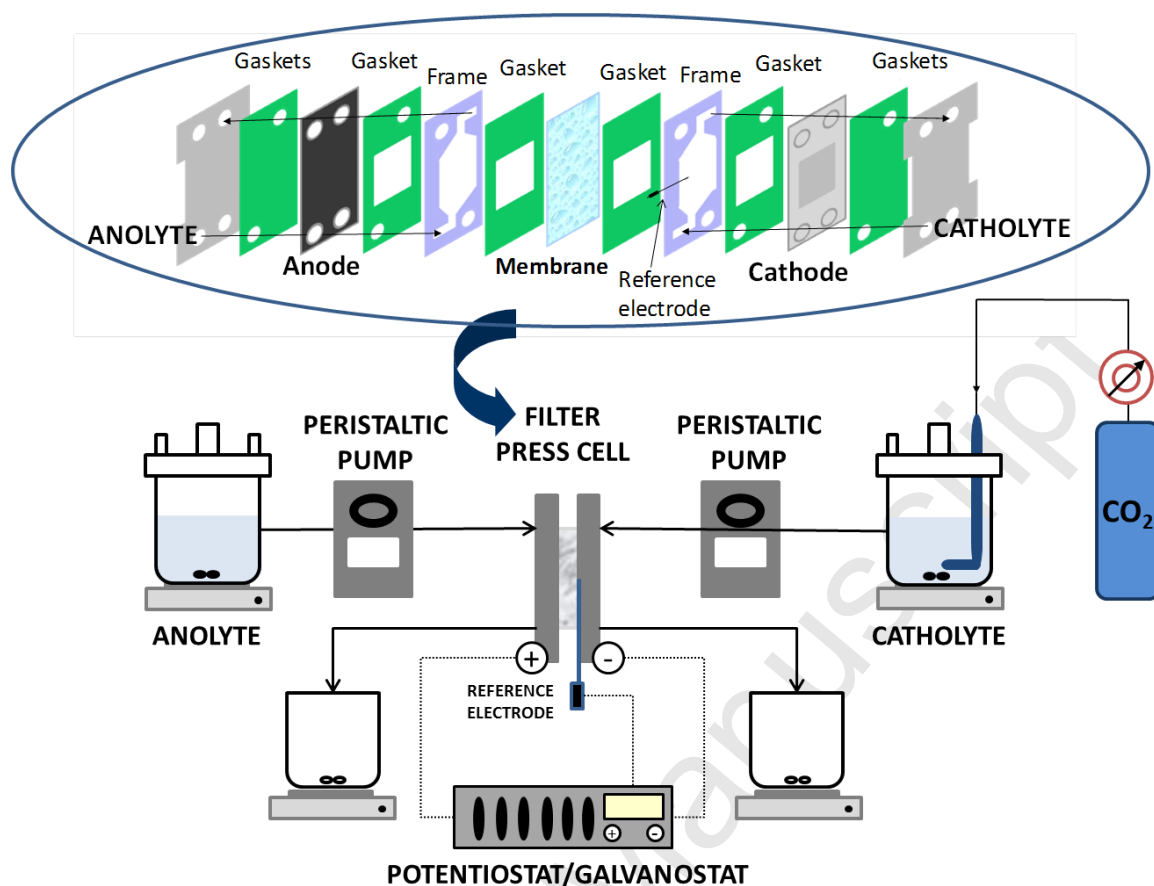 Gaskets
Gasket
Frame
Gasket
Gasket
Frame
Gasket
Gaskets
ANOLYTE
Anode
Membrane
Reference
electrode
Cathode
CATHOLYTE
PERISTALTIC
PUMP
FILTER
PRESS CELL
PERISTALTIC
PUMP
CO₂
ANOLYTE
CATHOLYTE
+
-
REFERENCE
ELECTRODE
+
-
POTENTIOSTAT/GALVANOSTAT
Manuscript